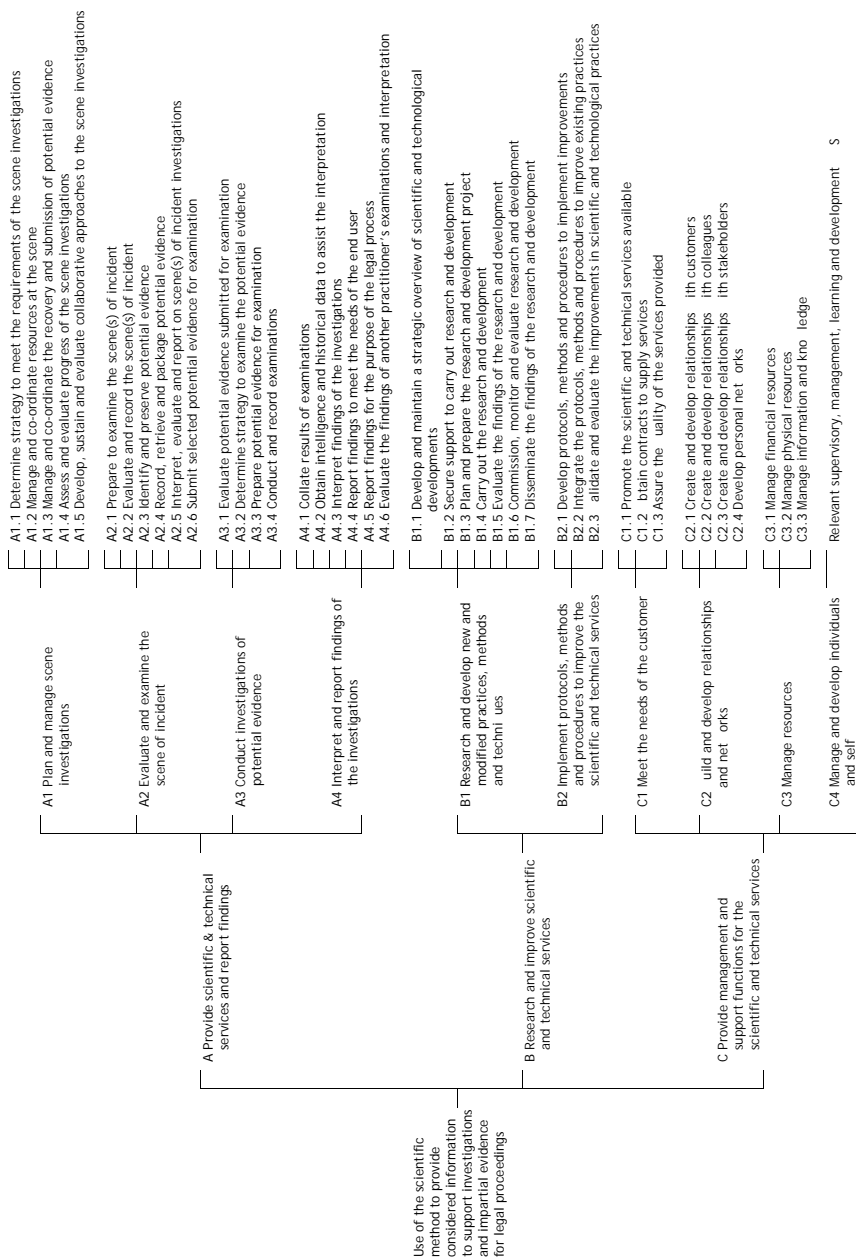 Use of the scientific
method to provide
considered information
to support investigations
and impartial evidence
for legal proceedings
A Provide scientific & technical
services and report findings
A1 Plan and manage scene
investigations
A1.1 Determine strategy to meet the requirements of the scene investigations
A1.2 Manage and co-ordinate resources at the scene
A1.3 Manage and co-ordinate the recovery and submission of potential evidence
A1.4 Assess and evaluate progress of the scene investigations
A1.5 Develop, sustain and evaluate collaborative approaches to the scene investigations
A2 Evaluate and examine the
scene of incident
A2.1 Prepare to examine the scene(s) of incident
A2.2 Evaluate and record the scene(s) of incident
A2.3 Identify and preserve potential evidence
A2.4 Record, retrieve and package potential evidence
A2.5 Interpret, evaluate and report on scene(s) of incident investigations
A2.6 Submit selected potential evidence for examination
A3 Conduct investigations of
potential evidence
A3.1 Evaluate potential evidence submitted for examination
A3.2 Determine strategy to examine the potential evidence
A3.3 Prepare potential evidence for examination
A3.4 Conduct and record examinations
A4 Interpret and report findings of
the investigations
A4.1 Collate results of examinations
A4.2 Obtain intelligence and historical data to assist the interpretation
A4.3 Interpret findings of the investigations
A4.4 Report findings to meet the needs of the end user
A4.5 Report findings for the purpose of the legal process
A4.6 Evaluate the findings of another practitioner's examinations and interpretation
B Research and improve scientific
and technical services
B1 Research and develop new and
modified practices, methods
and techni ues
B1.1 Develop and maintain a strategic overview of scientific and technological
developments
B1.2 Secure support to carry out research and development
B1.3 Plan and prepare the research and development project
B1.4 Carry out the research and development
B1.5 Evaluate the findings of the research and development
B1.6 Commission, monitor and evaluate research and development
B1.7 Disseminate the findings of the research and development
B2 Implement protocols, methods
and procedures to improve the
scientific and technical services
B2.1 Develop protocols, methods and procedures to implement improvements
B2.2 Integrate the protocols, methods and procedures to improve existing practices
B2.3 alidate and evaluate the improvements in scientific and technological practices
C Provide management and
support functions for the
scientific and technical services
C1 Meet the needs of the customer
C1.1 Promote the scientific and technical services available
C1.2 btain contracts to supply services
C1.3 Assure the uality of the services provided
C2 uild and develop relationships
and net orks
C2.1 Create and develop relationships ith customers
C2.2 Create and develop relationships ith colleagues
C2.3 Create and develop relationships ith stakeholders
C2.4 Develop personal net orks
C3 Manage resources
C3.1 Manage financial resources
C3.2 Manage physical resources
C3.3 Manage information and kno ledge
C4 Manage and develop individuals
and self
Relevant supervisory, management, learning and development S